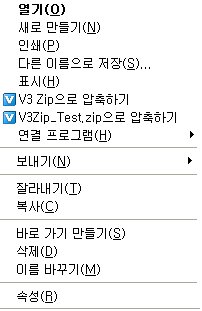 열기(O)
새로 만들기(N)
인쇄(P)
다른 이름으로 저장(S)...
표시(H)
V3 Zip으로 압축하기
V3Zip_Test.zip으로 압축하기
연결 프로그램(H)
보내기(N)
잘라내기(T)
복사(C)
바로 가기 만들기(S)
삭제(D)
이름 바꾸기(M)
속성(R)